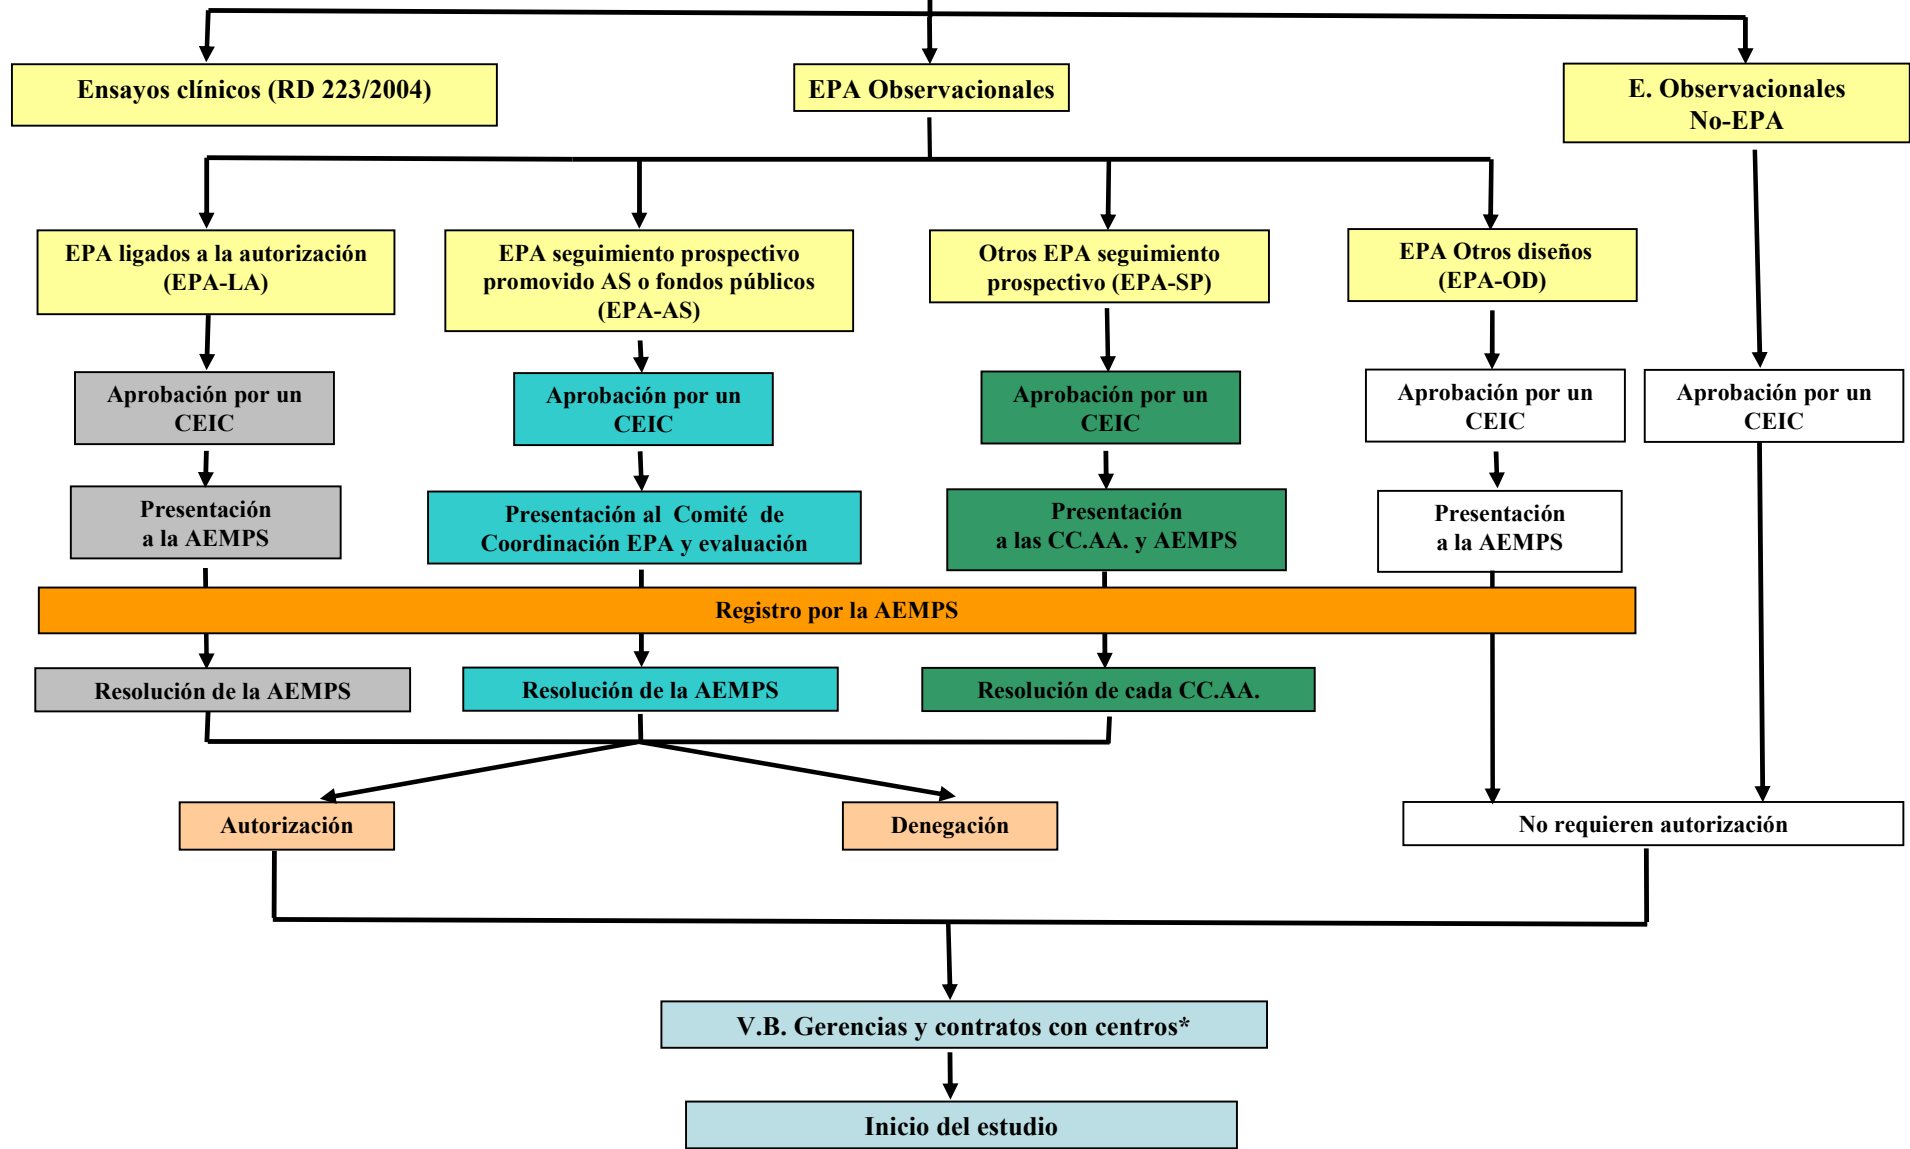 Ensayos clínicos (RD 223/2004)
EPA Observacionales
E. Observacionales
No-EPA
EPA ligados a la autorización
(EPA-LA)
EPA seguimiento prospectivo
promovido AS o fondos públicos
(EPA-AS)
Otros EPA seguimiento
prospectivo (EPA-SP)
EPA Otros diseños
(EPA-OD)
Aprobación por un
CEIC
Aprobación por un
CEIC
Aprobación por un
CEIC
Aprobación por un
CEIC
Aprobación por un
CEIC
Presentación
a la AEMPS
Presentación al Comité de
Coordinación EPA y evaluación
Presentación
a las CC.AA. y AEMPS
Presentación
a la AEMPS
Registro por la AEMPS
Resolución de la AEMPS
Resolución de la AEMPS
Resolución de cada CC.AA.
Autorización
Denegación
No requieren autorización
V.B. Gerencias y contratos con centros*
Inicio del estudio